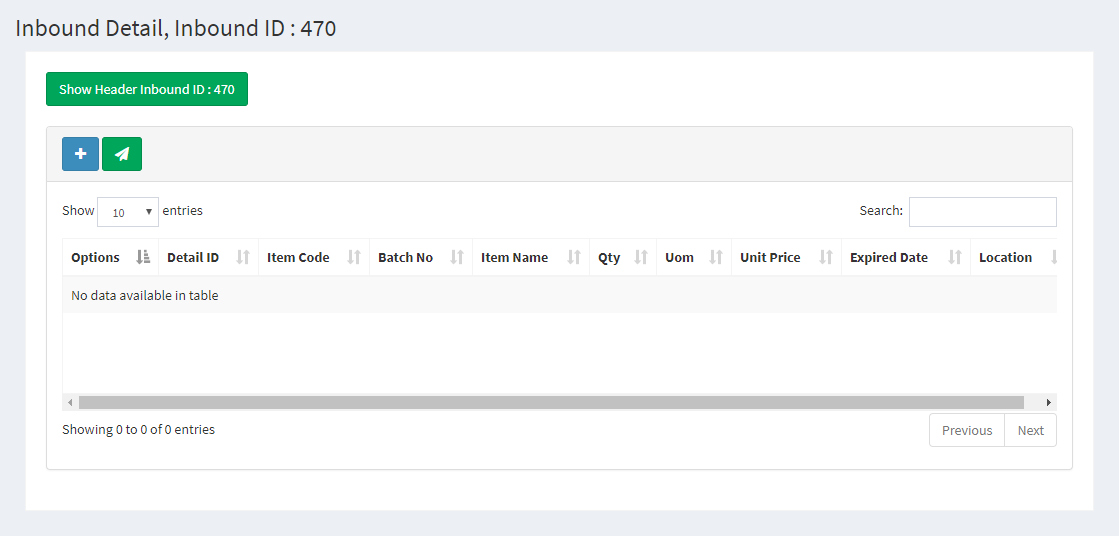 Inbound Detail, Inbound ID : 470
Show Header Inbound ID : 470
Show 10 entries Search:
Options Detail ID Item Code Batch No Item Name Qty Uom Unit Price Expired Date Location
No data available in table
Showing 0 to 0 of 0 entries Previous Next